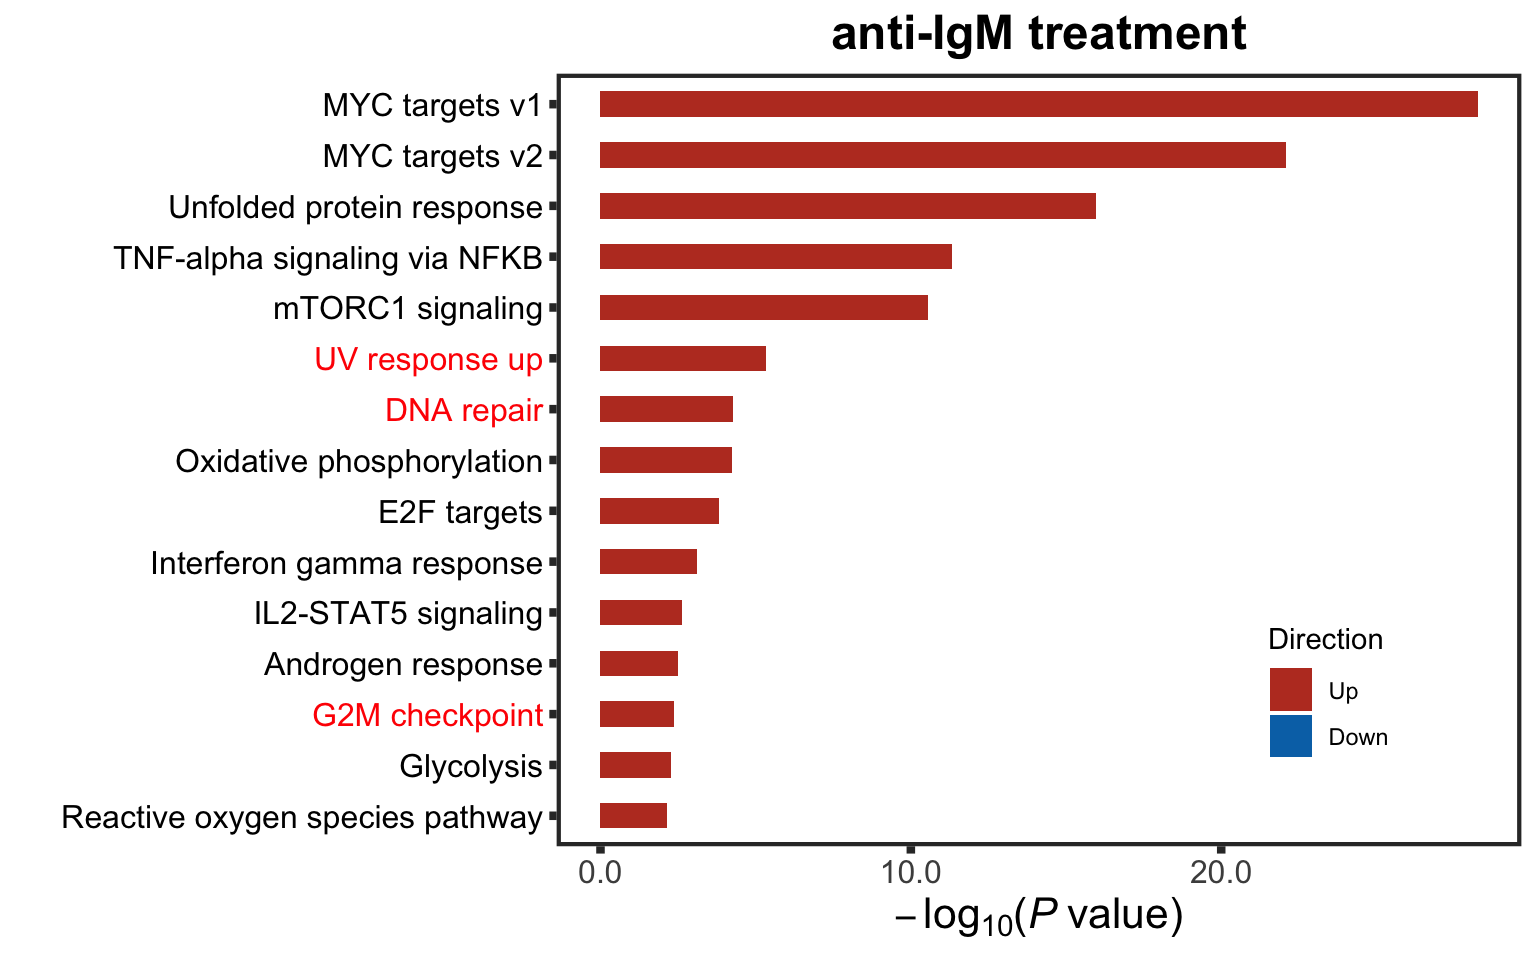 anti-IgM treatment
MYC targets v1
MYC targets v2
Unfolded protein response
TNF-alpha signaling via NFKB
mTORC1 signaling
UV response up
DNA repair
Oxidative phosphorylation
E2F targets
Interferon gamma response
IL2-STAT5 signaling
Androgen response
G2M checkpoint
Glycolysis
Reactive oxygen species pathway
Direction
Up
Down
0.0 10.0 20.0
−log₁₀(P value)